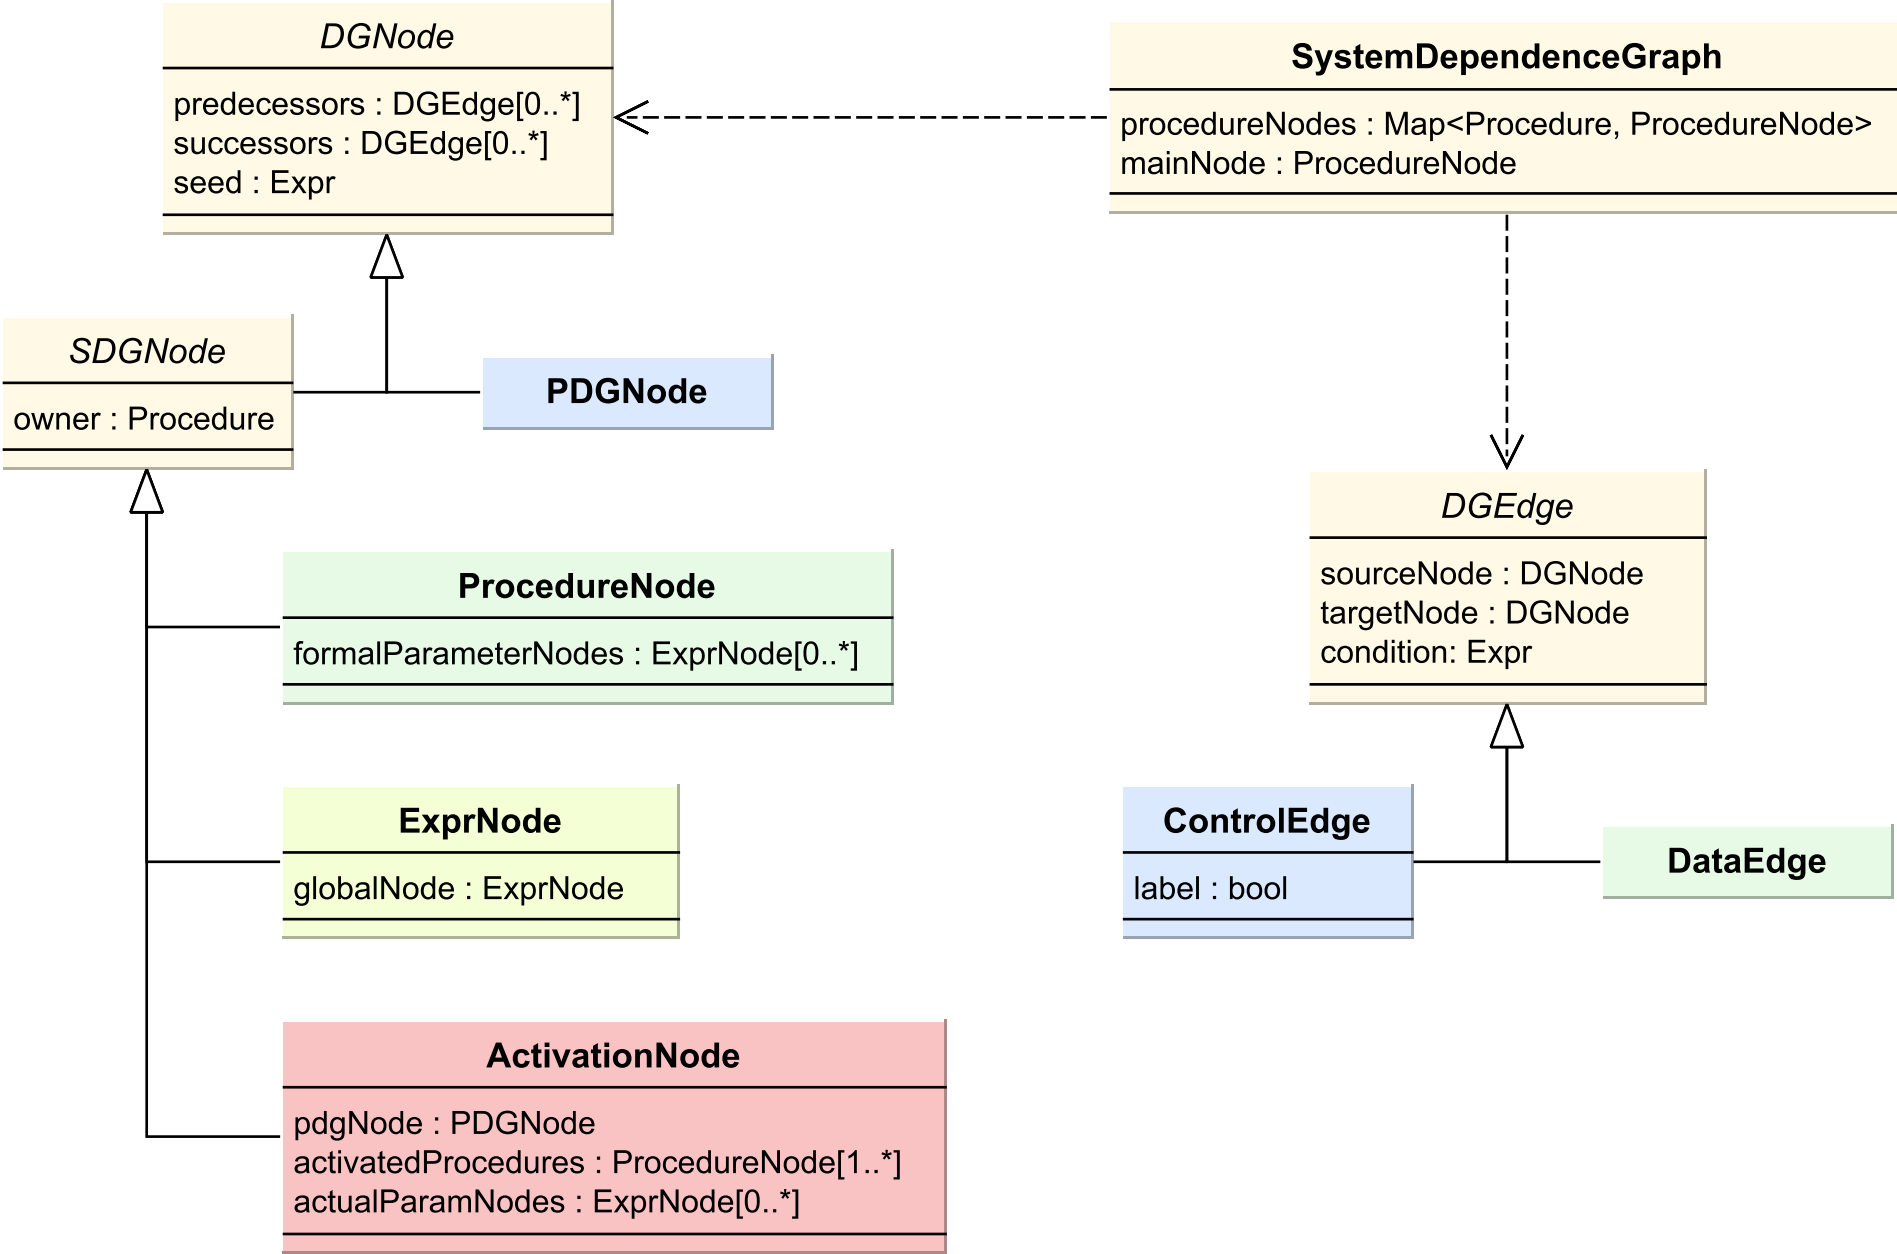 DGNode
predecessors : DGEdge[0..*]
successors : DGEdge[0..*]
seed : Expr
SystemDependenceGraph
procedureNodes : Map<Procedure, ProcedureNode>
mainNode : ProcedureNode
SDGNode
owner : Procedure
PDGNode
DGEdge
sourceNode : DGNode
targetNode : DGNode
condition: Expr
ProcedureNode
formalParameterNodes : ExprNode[0..*]
ExprNode
globalNode : ExprNode
ControlEdge
label : bool
DataEdge
ActivationNode
pdgNode : PDGNode
activatedProcedures : ProcedureNode[1..*]
actualParamNodes : ExprNode[0..*]